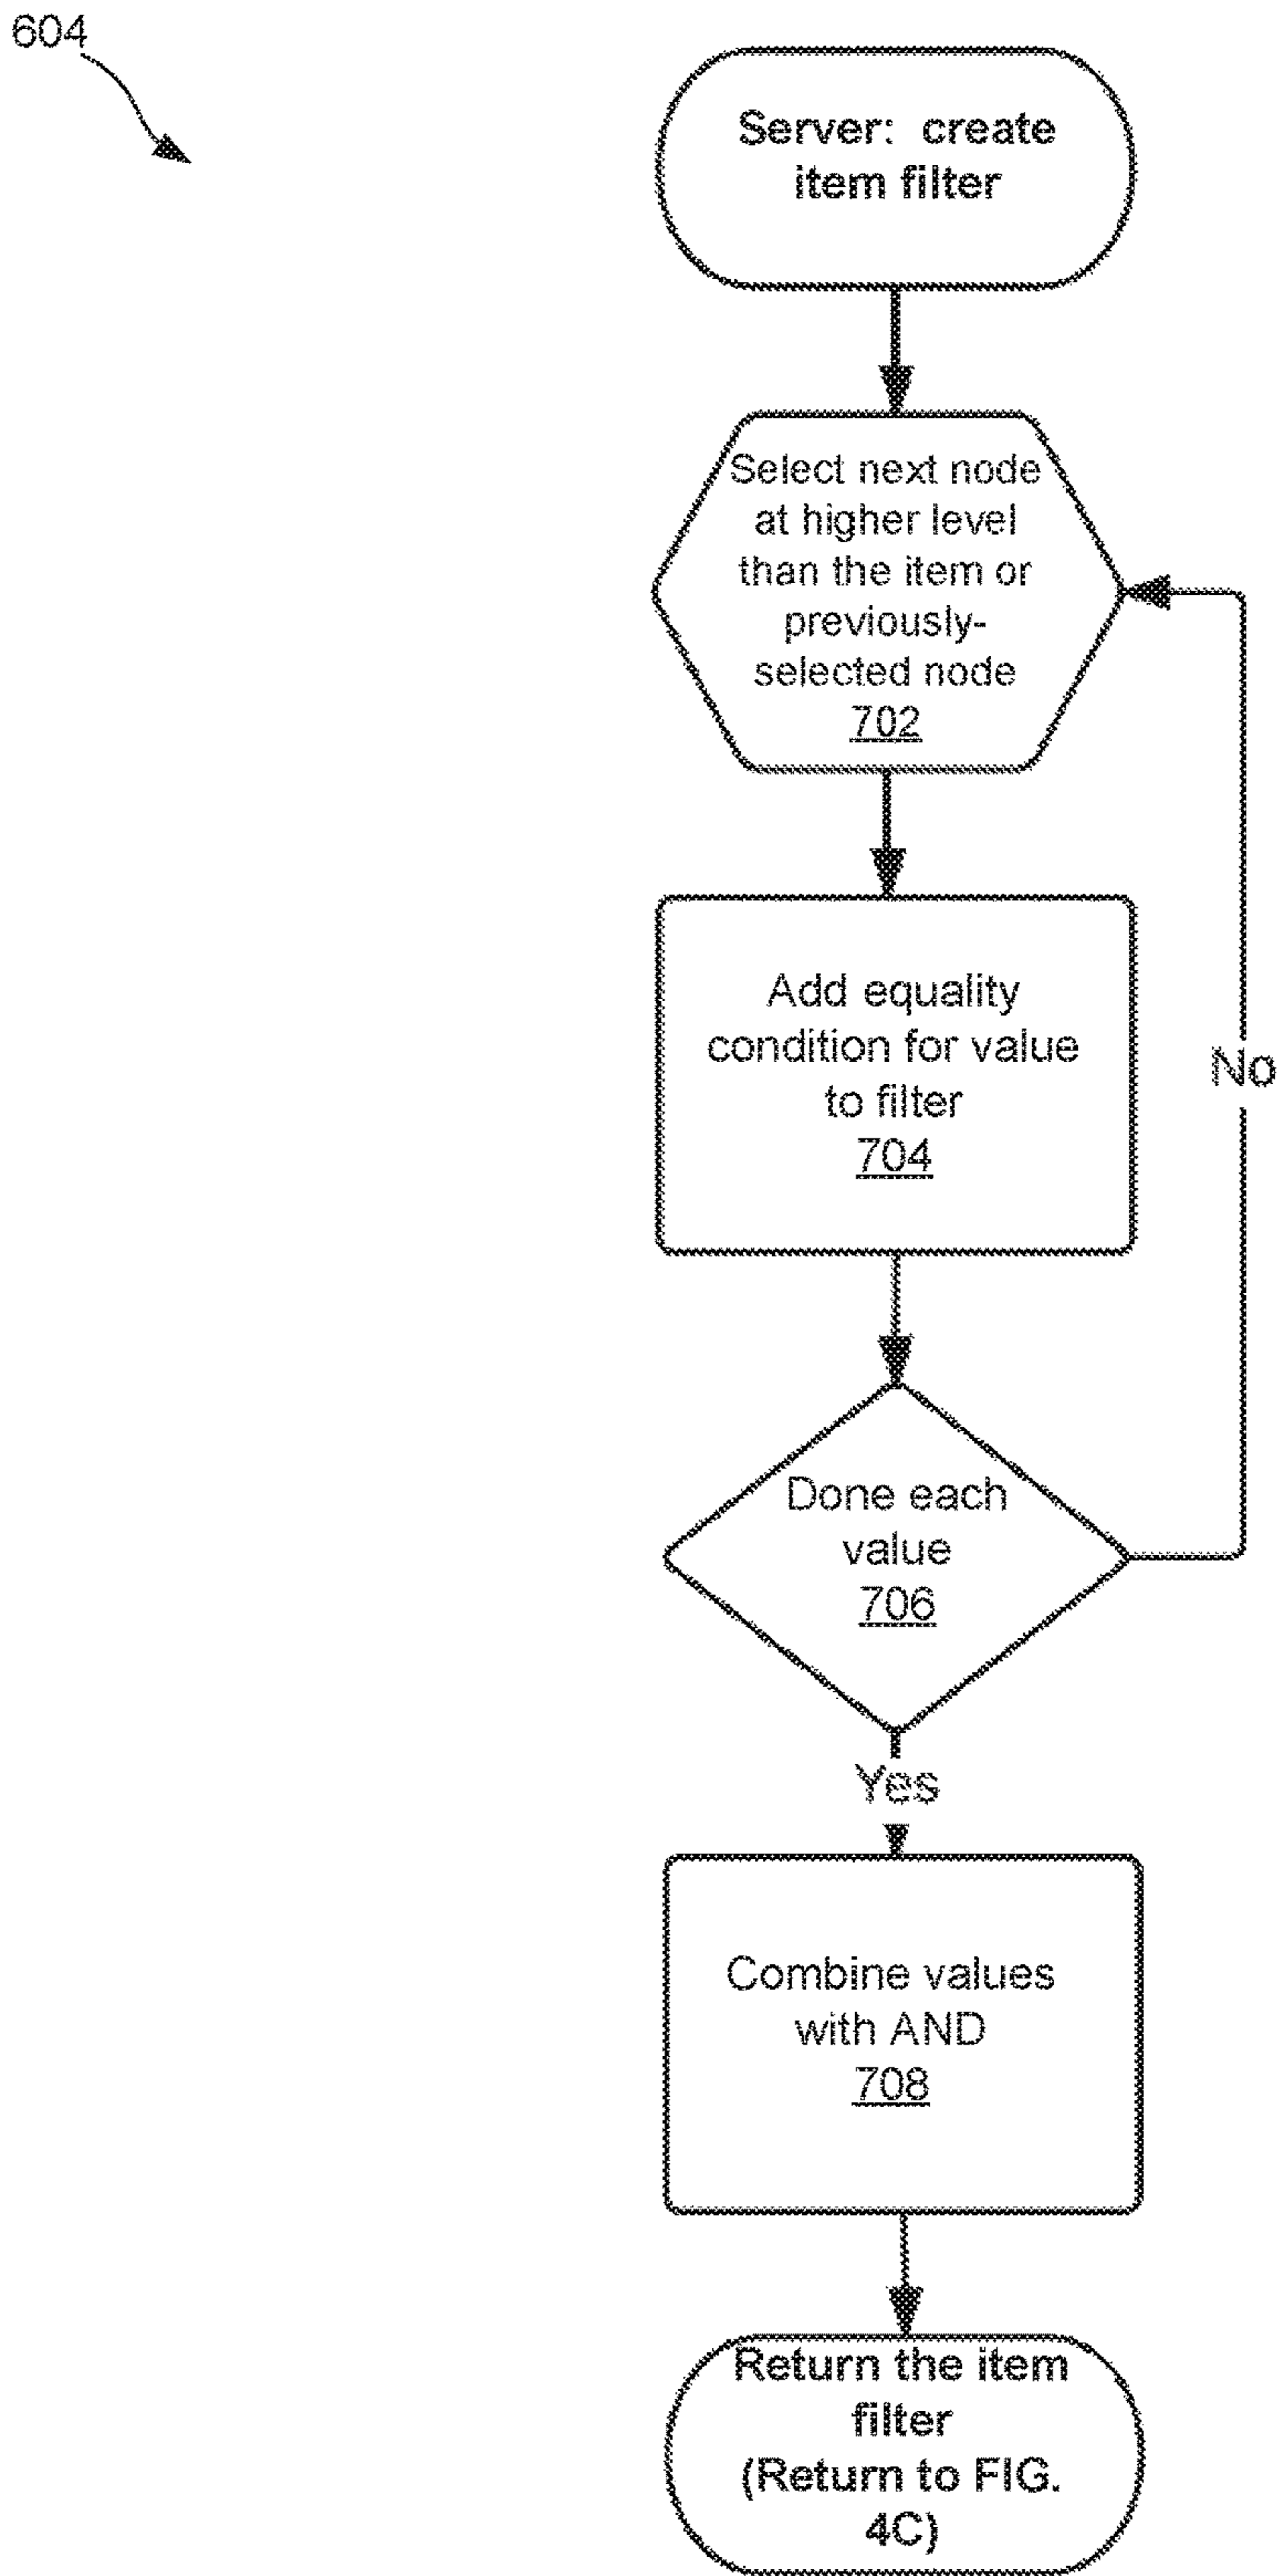 604
Server: create
item filter
Select next node
at higher level
than the item or
previously-
selected node
702
Add equality
condition for value
to filter
704
No
Done each
value
706
Yes
Combine values
with AND
708
Return the item
filter
(Return to FIG.
4C)